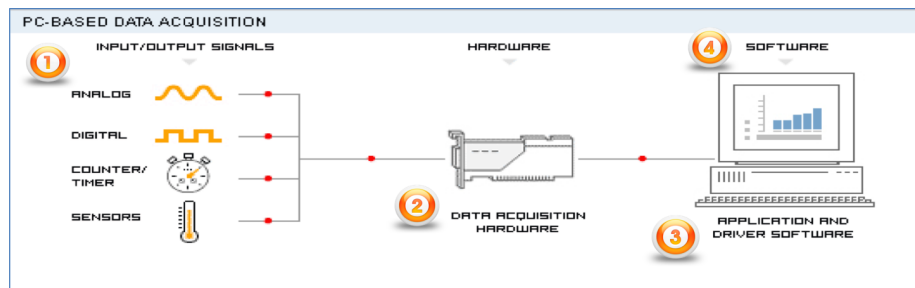 PC-BASED DATA ACQUISITION
1
INPUT/OUTPUT SIGNALS
HARDWARE
4
SOFTWARE
ANALOG
DIGITAL
COUNTER/
TIMER
SENSORS
2
DATA ACQUISITION
HARDWARE
3
APPLICATION AND
DRIVER SOFTWARE